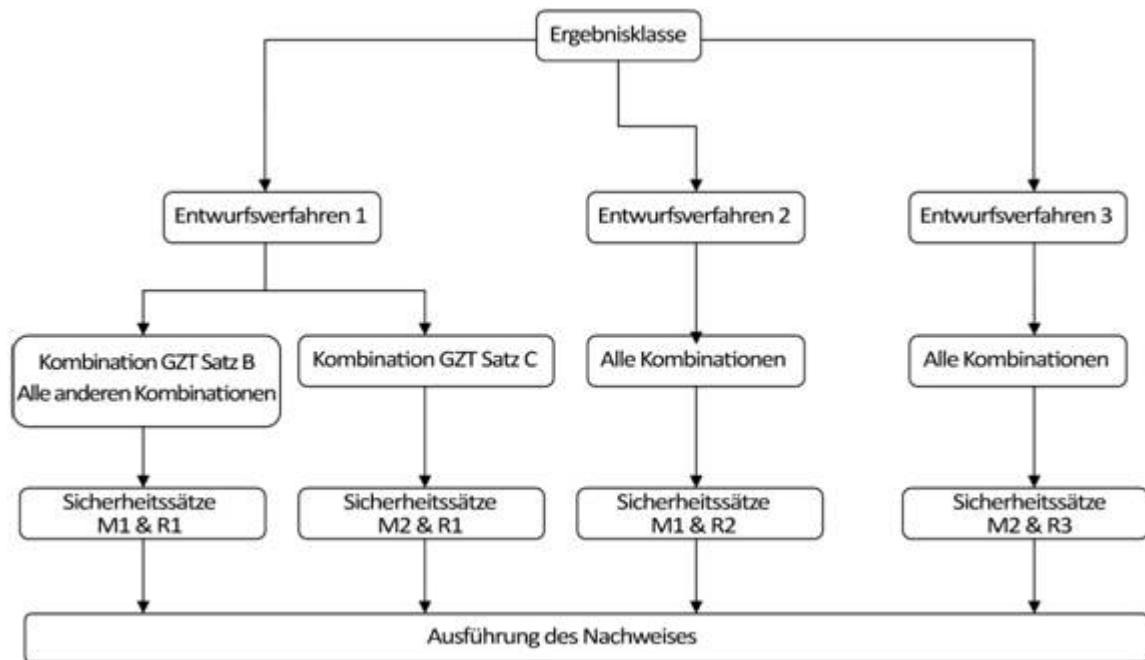 Ergebnisklasse
Entwurfsverfahren 1
Entwurfsverfahren 2
Entwurfsverfahren 3
Kombination GZT Satz B
Alle anderen Kombinationen
Kombination GZT Satz C
Alle Kombinationen
Alle Kombinationen
Sicherheitssätze
M1 & R1
Sicherheitssätze
M2 & R1
Sicherheitssätze
M1 & R2
Sicherheitssätze
M2 & R3
Ausführung des Nachweises